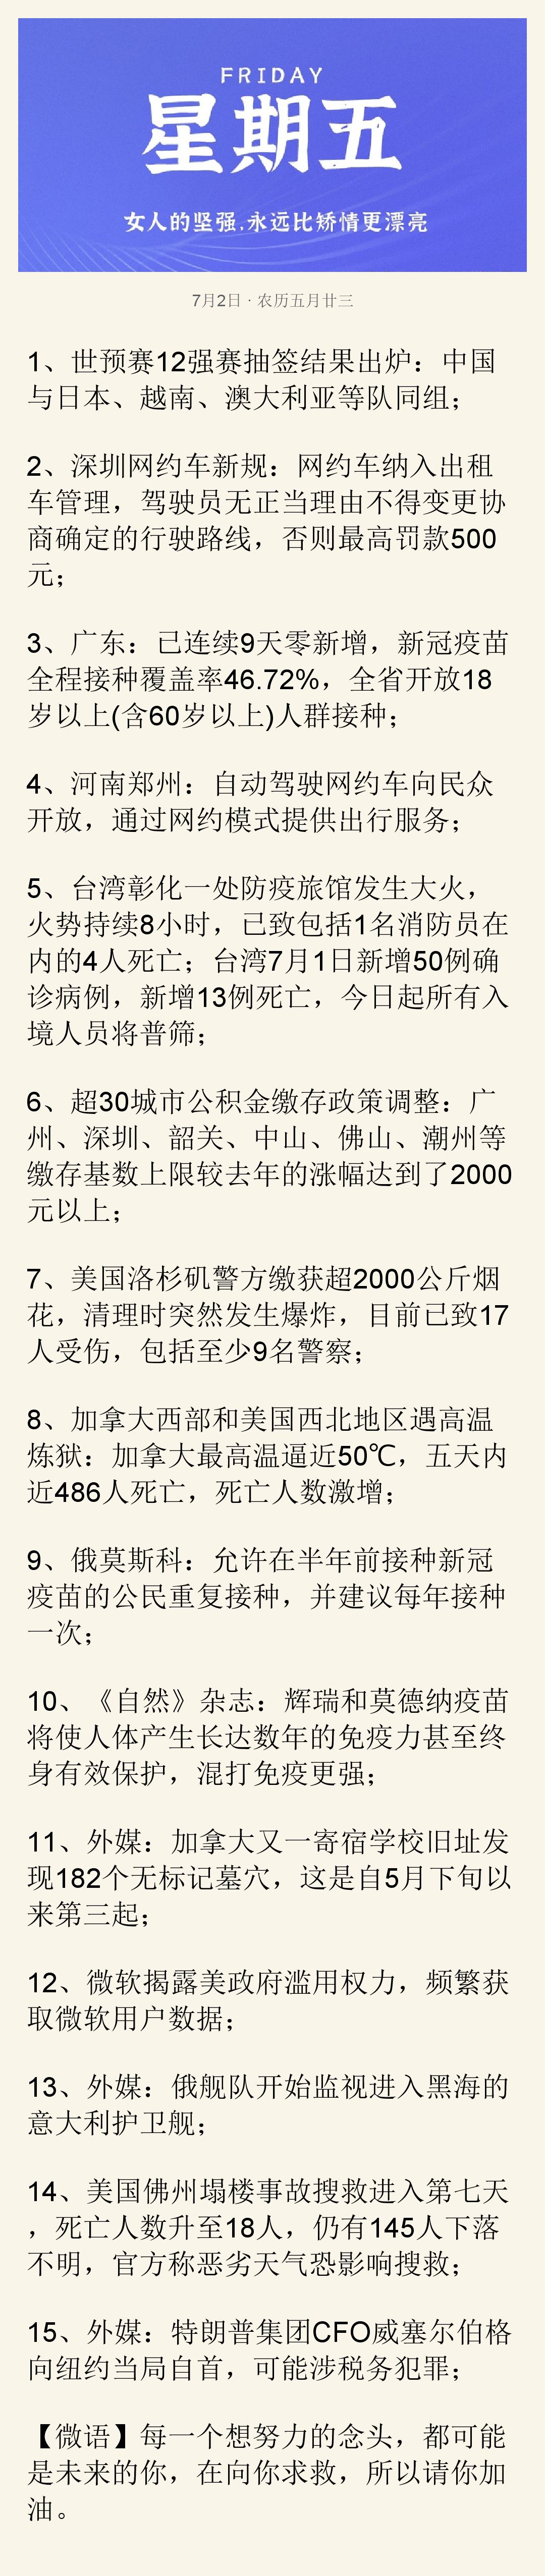 FRIDAY
星期五
女人的坚强,永远比矫情更漂亮
7月2日 · 农历五月廿三
1、世预赛12强赛抽签结果出炉：中国
与日本、越南、澳大利亚等队同组；
2、深圳网约车新规：网约车纳入出租
车管理，驾驶员无正当理由不得变更协
商确定的行驶路线，否则最高罚款500
元；
3、广东：已连续9天零新增，新冠疫苗
全程接种覆盖率46.72%，全省开放18
岁以上(含60岁以上)人群接种；
4、河南郑州：自动驾驶网约车向民众
开放，通过网约模式提供出行服务；
5、台湾彰化一处防疫旅馆发生大火，
火势持续8小时，已致包括1名消防员在
内的4人死亡；台湾7月1日新增50例确
诊病例，新增13例死亡，今日起所有入
境人员将普筛；
6、超30城市公积金缴存政策调整：广
州、深圳、韶关、中山、佛山、潮州等
缴存基数上限较去年的涨幅达到了2000
元以上；
7、美国洛杉矶警方缴获超2000公斤烟
花，清理时突然发生爆炸，目前已致17
人受伤，包括至少9名警察；
8、加拿大西部和美国西北地区遇高温
炼狱：加拿大最高温逼近50℃，五天内
近486人死亡，死亡人数激增；
9、俄莫斯科：允许在半年前接种新冠
疫苗的公民重复接种，并建议每年接种
一次；
10、《自然》杂志：辉瑞和莫德纳疫苗
将使人体产生长达数年的免疫力甚至终
身有效保护，混打免疫更强；
11、外媒：加拿大又一寄宿学校旧址发
现182个无标记墓穴，这是自5月下旬以
来第三起；
12、微软揭露美政府滥用权力，频繁获
取微软用户数据；
13、外媒：俄舰队开始监视进入黑海的
意大利护卫舰；
14、美国佛州塌楼事故搜救进入第七天
，死亡人数升至18人，仍有145人下落
不明，官方称恶劣天气恐影响搜救；
15、外媒：特朗普集团CFO威塞尔伯格
向纽约当局自首，可能涉税务犯罪；
【微语】每一个想努力的念头，都可能
是未来的你，在向你求救，所以请你加
油。